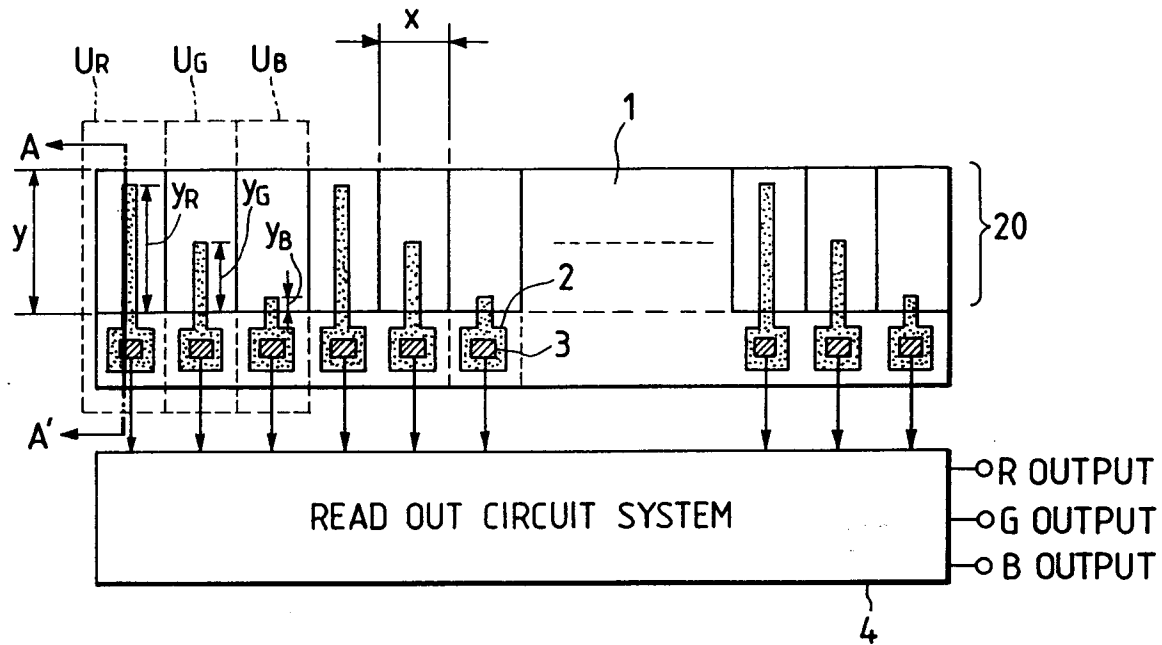 x
UR UG UB
1
A
yR
yG
yB
y
20
2
3
A'
READ OUT CIRCUIT SYSTEM
R OUTPUT
G OUTPUT
B OUTPUT
4